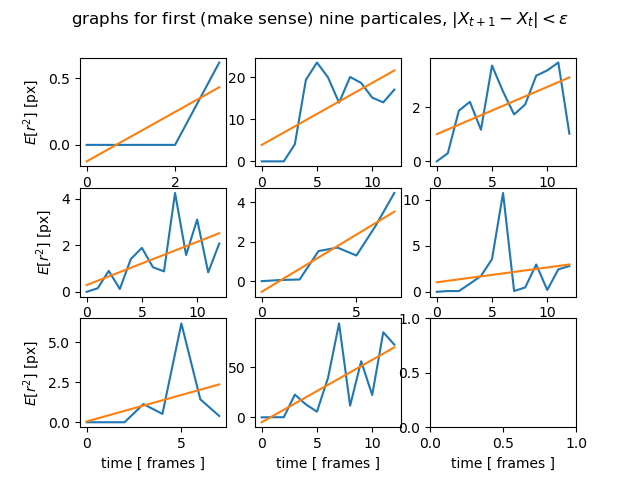 graphs for first (make sense) nine particales, |X_{t+1} − X_t| < ε
E[r²] [px]
0.5
0.0
0 2
20
10
0
0 5 10
2
0
0 5 10
E[r²] [px]
4
2
0
0 5 10
4
2
0
0 5
10
5
0
0 5 10
E[r²] [px]
5.0
2.5
0.0
0 5
time [ frames ]
50
0
0 5 10
time [ frames ]
1.0
0.5
0.0
0.0 0.5 1.0
time [ frames ]